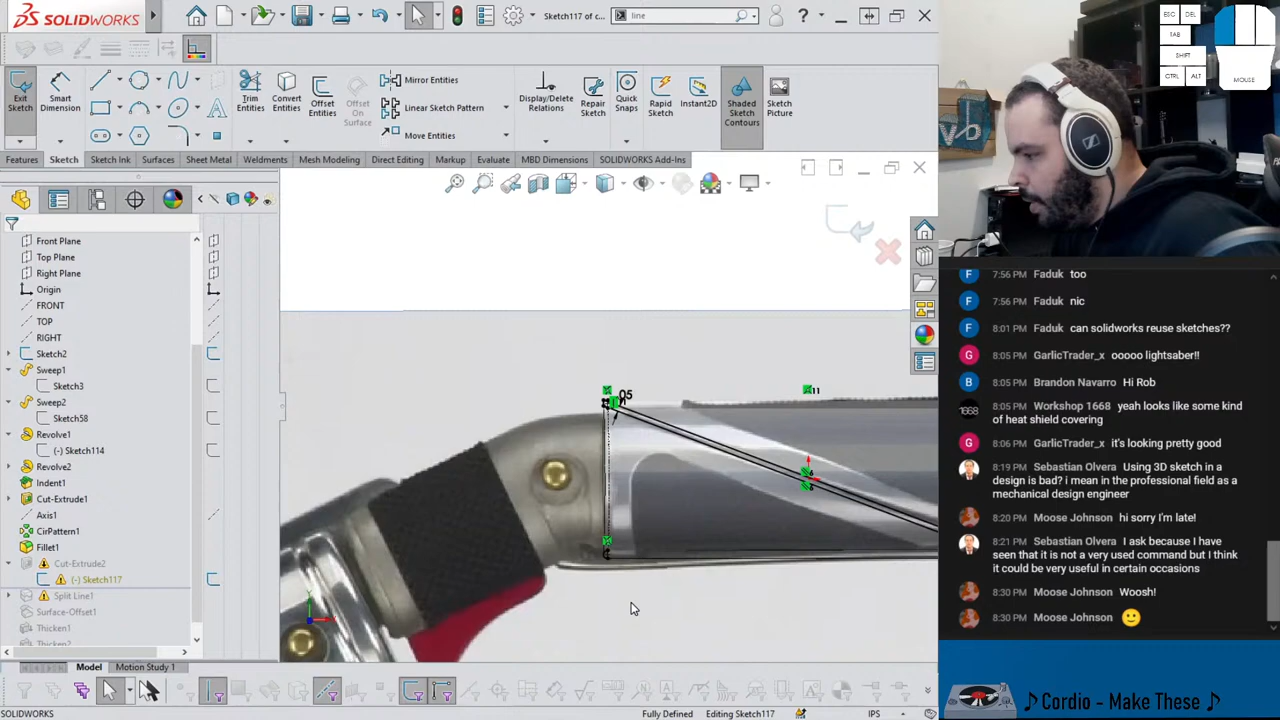 SOLIDWORKS
Sketch117 of c...
line
ESC
DEL
TAB
SHIFT
CTRL
ALT
MOUSE
Exit
Sketch
Smart
Dimension
Trim
Entities
Convert
Entities
Offset
Entities
Offset
On
Surface
Mirror Entities
Linear Sketch Pattern
Move Entities
Display/Delete
Relations
Repair
Sketch
Quick
Snaps
Rapid
Sketch
Instant2D
Shaded
Sketch
Contours
Sketch
Picture
Features
Sketch
Sketch Ink
Surfaces
Sheet Metal
Weldments
Mesh Modeling
Direct Editing
Markup
Evaluate
MBD Dimensions
SOLIDWORKS Add-Ins
Front Plane
Top Plane
Right Plane
Origin
FRONT
TOP
RIGHT
Sketch2
Sweep1
Sketch3
Sweep2
Sketch58
Revolve1
(-) Sketch114
Revolve2
Indent1
Cut-Extrude1
Axis1
CirPattern1
Fillet1
Cut-Extrude2
(-) Sketch117
Split Line1
Surface-Offset1
Thicken1
Thicken2
Model
Motion Study 1
SOLIDWORKS
Fully Defined
Editing Sketch117
IPS
7:56 PM Faduk too
7:56 PM Faduk nic
8:01 PM Faduk can solidworks reuse sketches??
8:05 PM GarlicTrader_x ooooo lightsaber!!
8:05 PM Brandon Navarro Hi Rob
8:05 PM Workshop 1668 yeah looks like some kind
of heat shield covering
8:06 PM GarlicTrader_x it's looking pretty good
8:19 PM Sebastian Olvera Using 3D sketch in a
design is bad? i mean in the professional field as a
mechanical design engineer
8:20 PM Moose Johnson hi sorry I'm late!
8:21 PM Sebastian Olvera I ask because I have
seen that it is not a very used command but I think
it could be very useful in certain occasions
8:30 PM Moose Johnson Woosh!
8:30 PM Moose Johnson 🙂
♪ Cordio - Make These ♪